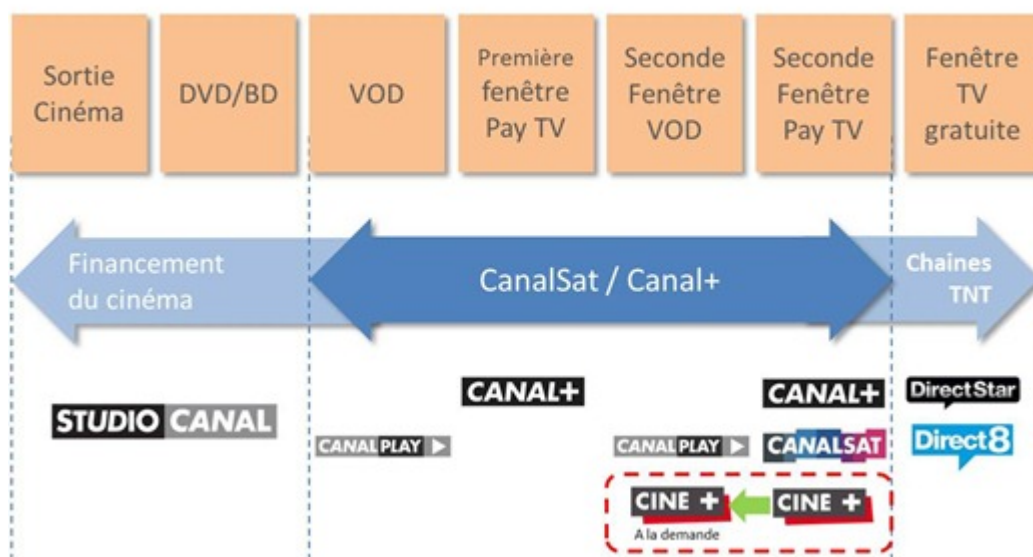 Sortie
Cinéma
DVD/BD
VOD
Première
fenêtre
Pay TV
Seconde
Fenêtre
VOD
Seconde
Fenêtre
Pay TV
Fenêtre
TV
gratuite
Financement
du cinéma
CanalSat / Canal+
Chaines
TNT
STUDIO CANAL
CANAL+
CANAL+
DirectStar
CANALPLAY
CANALPLAY
CANALSAT
Direct8
CINE +
CINE +
A la demande